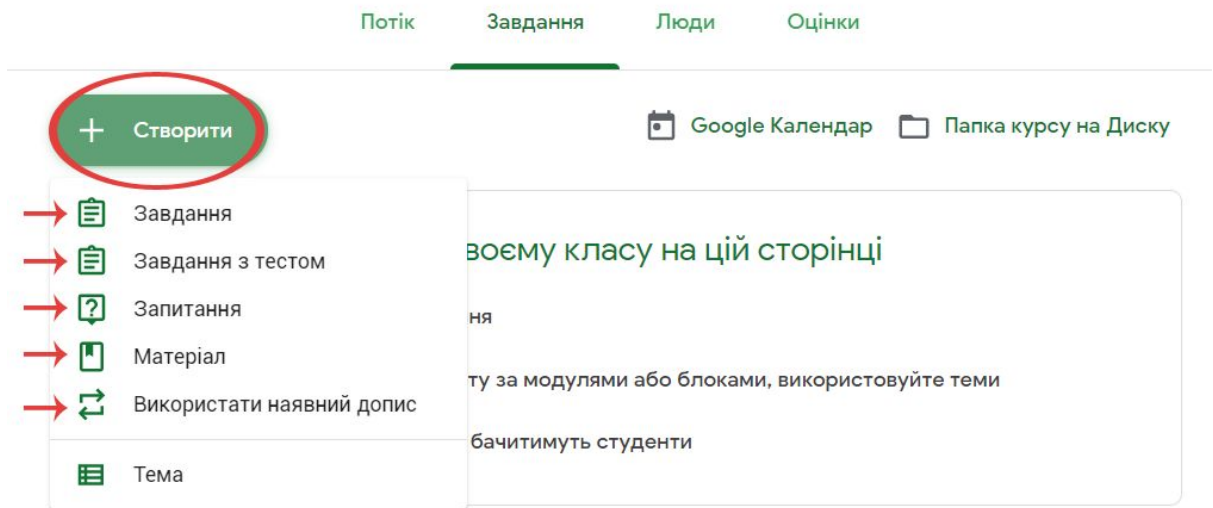 Потік Завдання Люди Оцінки
+ Створити
Google Календар Папка курсу на Диску
Завдання
Завдання з тестом
Запитання
Матеріал
Використати наявний допис
Тема
воєму класу на цій сторінці
ня
ту за модулями або блоками, використовуйте теми
бачитимуть студенти